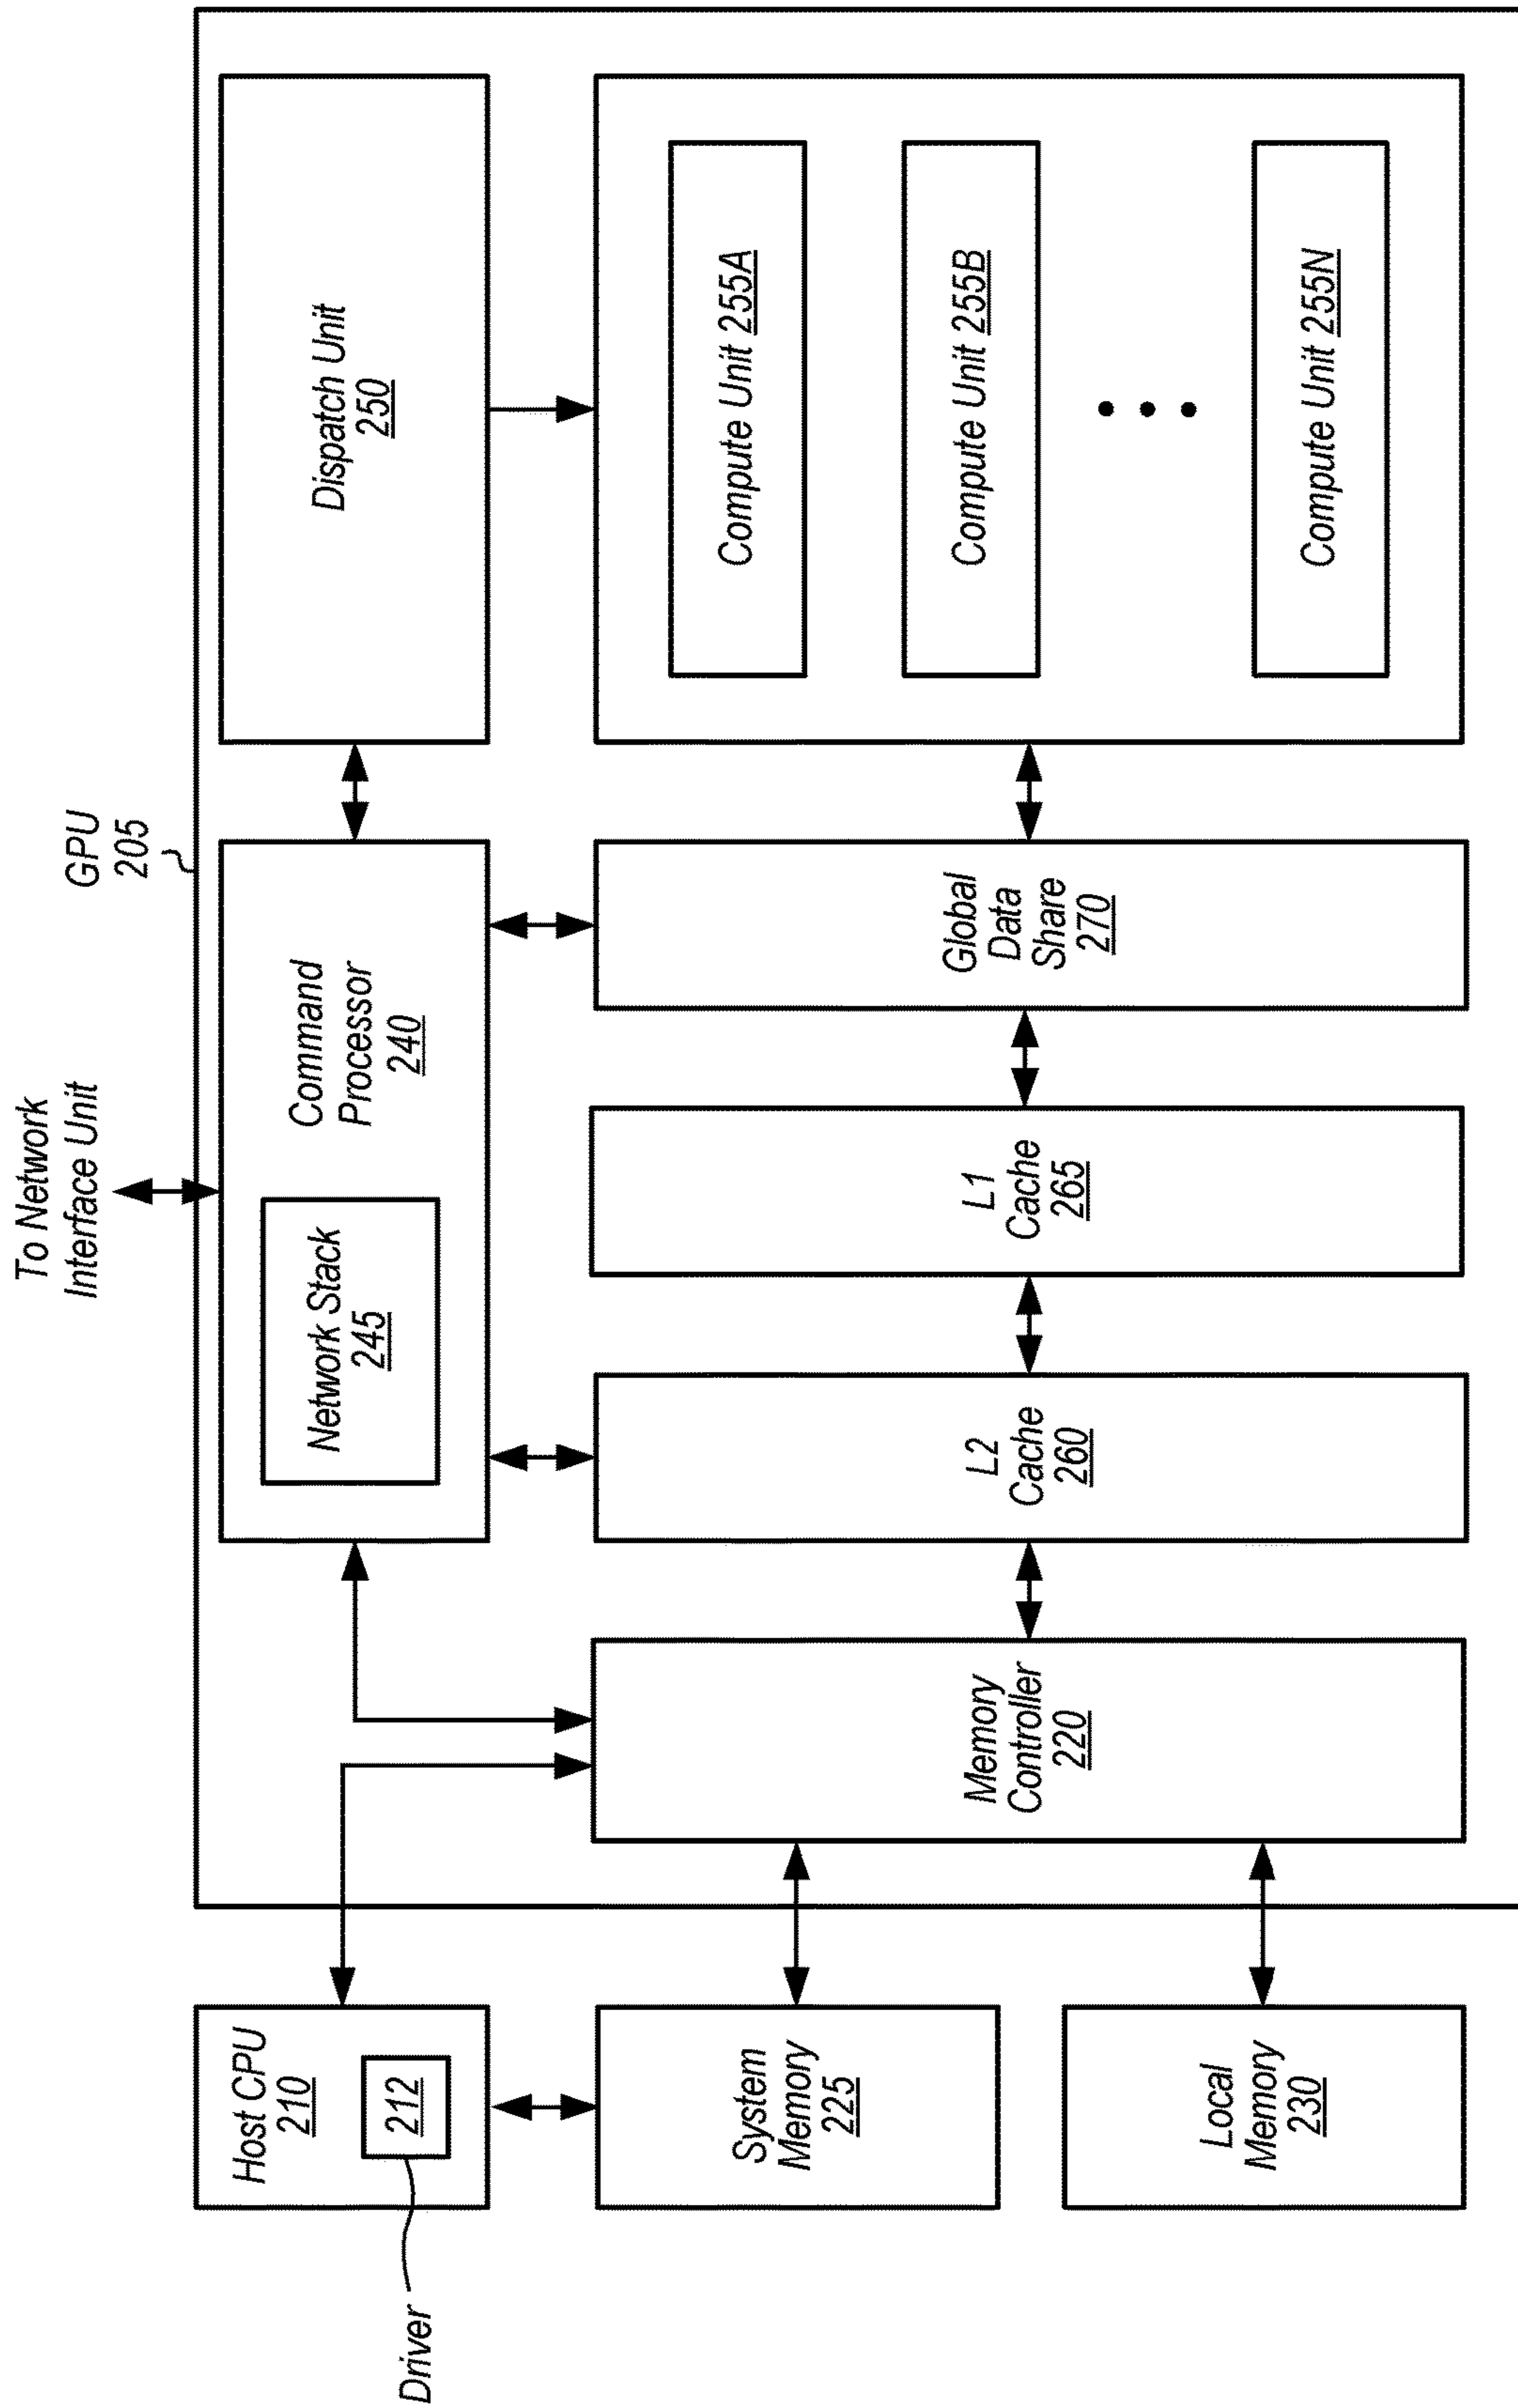 To Network
Interface Unit
GPU
205
Host CPU
210
212
Driver
Network Stack
245
Command
Processor
240
Dispatch Unit
250
System
Memory
225
Local
Memory
230
Memory
Controller
220
L2
Cache
260
L1
Cache
265
Global
Data
Share
270
Compute Unit 255A
Compute Unit 255B
Compute Unit 255N